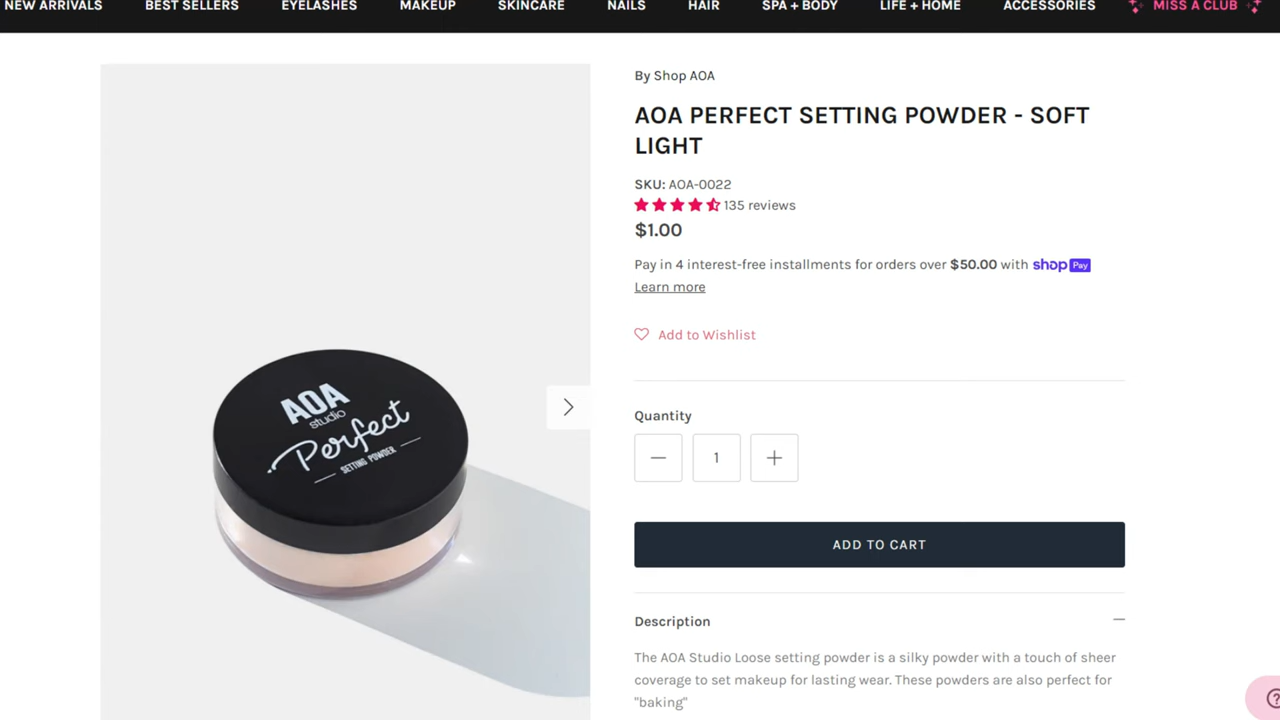 NEW ARRIVALS BEST SELLERS EYELASHES MAKEUP SKINCARE NAILS HAIR SPA + BODY LIFE + HOME ACCESSORIES MISS A CLUB
By Shop AOA
AOA PERFECT SETTING POWDER - SOFT
LIGHT
SKU: AOA-0022
135 reviews
$1.00
Pay in 4 interest-free installments for orders over $50.00 with shop Pay
Learn more
Add to Wishlist
AOA
studio
Perfect
SETTING POWDER
Quantity
1
ADD TO CART
Description
The AOA Studio Loose setting powder is a silky powder with a touch of sheer
coverage to set makeup for lasting wear. These powders are also perfect for
"baking"